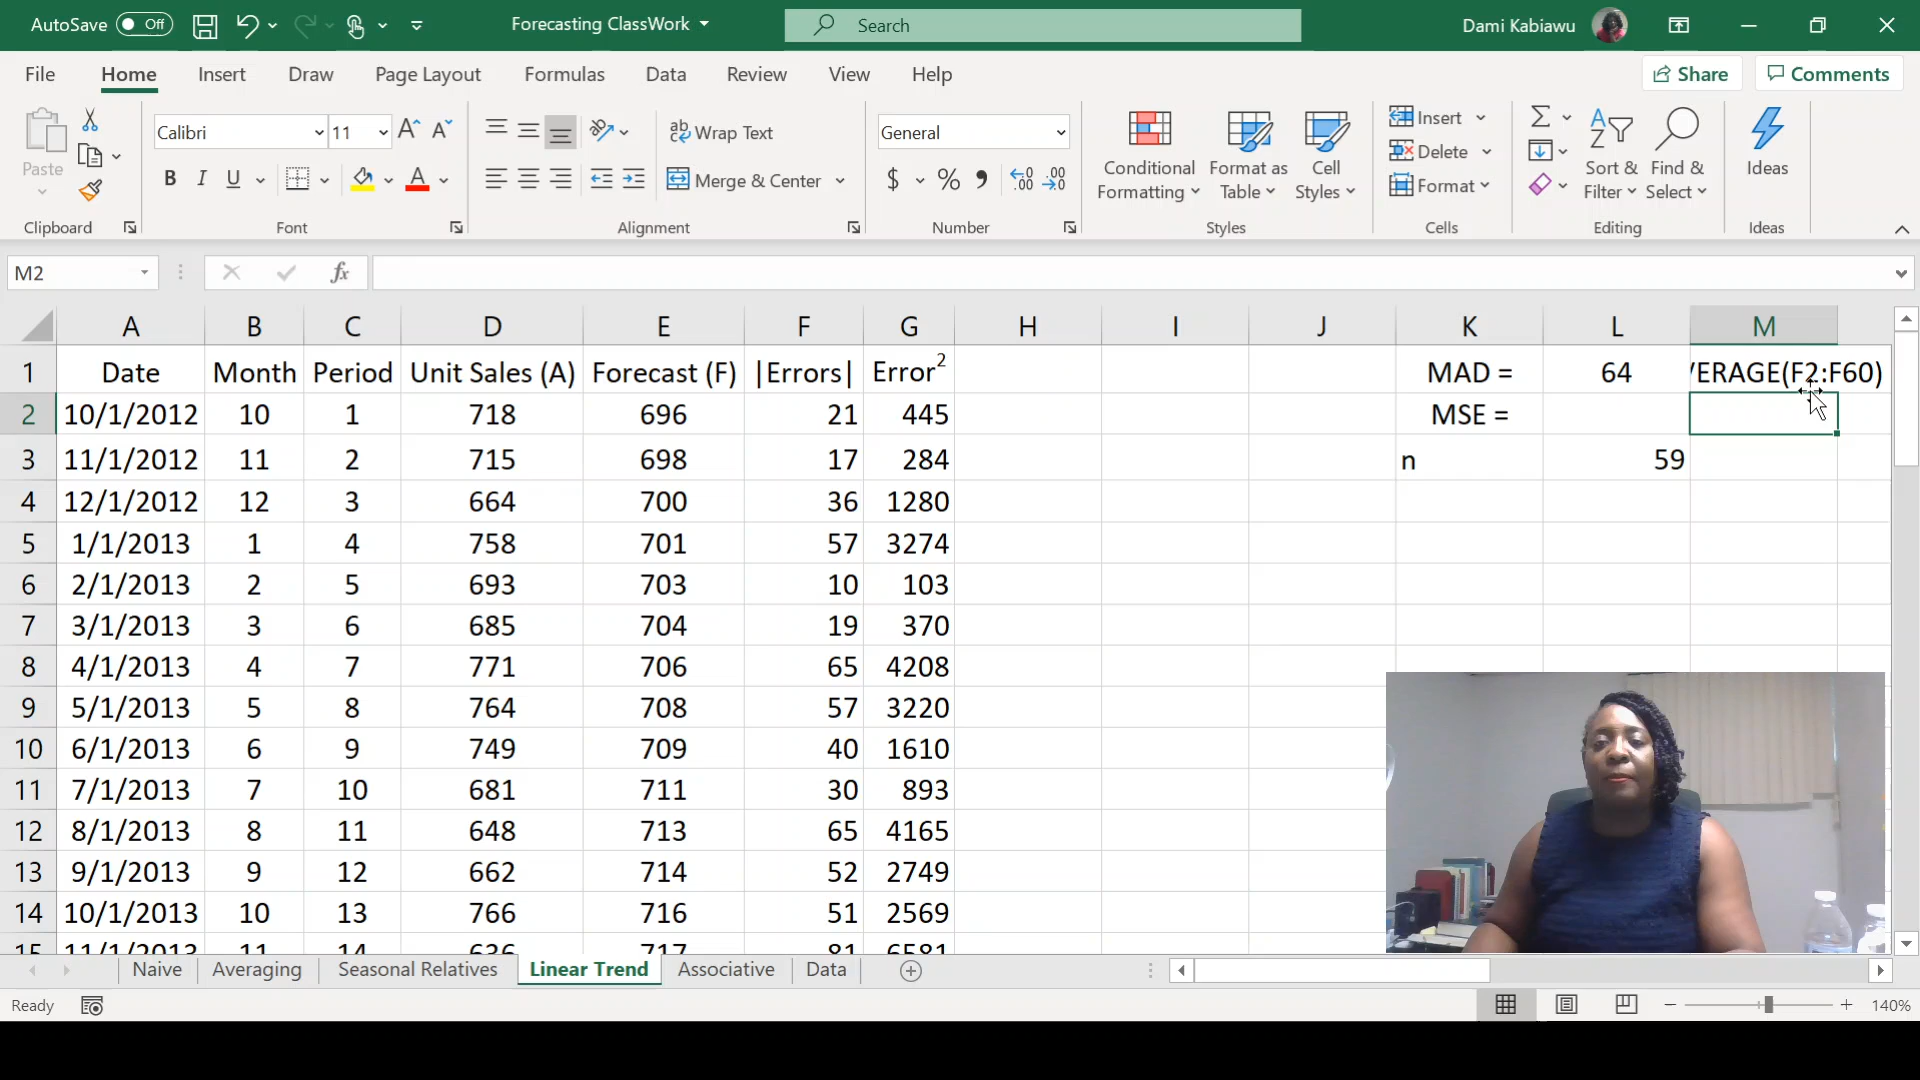 AutoSave Off Forecasting ClassWork Search Dami Kabiawu
File Home Insert Draw Page Layout Formulas Data Review View Help Share Comments
Paste Calibri 11 Wrap Text General Conditional Formatting Format as Table Cell Styles Insert Sort & Filter Find & Select Ideas
B I U Merge & Center $ % Delete
Format
Clipboard Font Alignment Number Styles Cells Editing Ideas
M2 fx
A B C D E F G H I J K L M
1 Date Month Period Unit Sales (A) Forecast (F) |Errors| Error² MAD = 64 VERAGE(F2:F60)
2 10/1/2012 10 1 718 696 21 445 MSE =
3 11/1/2012 11 2 715 698 17 284 n 59
4 12/1/2012 12 3 664 700 36 1280
5 1/1/2013 1 4 758 701 57 3274
6 2/1/2013 2 5 693 703 10 103
7 3/1/2013 3 6 685 704 19 370
8 4/1/2013 4 7 771 706 65 4208
9 5/1/2013 5 8 764 708 57 3220
10 6/1/2013 6 9 749 709 40 1610
11 7/1/2013 7 10 681 711 30 893
12 8/1/2013 8 11 648 713 65 4165
13 9/1/2013 9 12 662 714 52 2749
14 10/1/2013 10 13 766 716 51 2569
15 11/1/2013 11 14 636 717 81 6581
Naive Averaging Seasonal Relatives Linear Trend Associative Data
Ready 140%